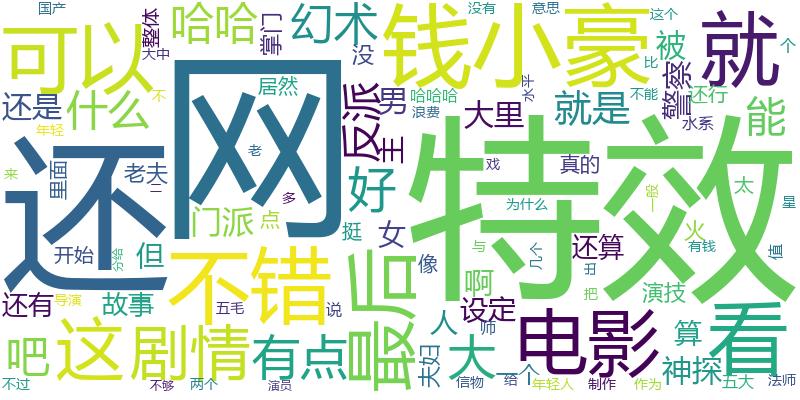 国产
可以
哈哈
掌门
整体
大中
幻术
没
没有
钱小豪
意思
这个
被
比
就
个
还是
什么
不
年轻
网
居然
反派
男
哈哈哈
浪费
大里
水平
就是
警察
不能
还行
水系
能
还
来
里面
老夫
二
老
多
王
好
特效
戏
真的
为什么
一般
太
火
星
门派
点
挺
女
开始
分给
但
不错
最后
像
啊
与
几个
还算
丑
把
有钱
值
演技
还有
导演
故事
五毛
说
设定
吧
这
剧情
有点
夫妇
人
师
大
一个
电影
神探
算
看
不过
不够
两个
演员
信物
给
年轻人
制作
作为
五大
法师